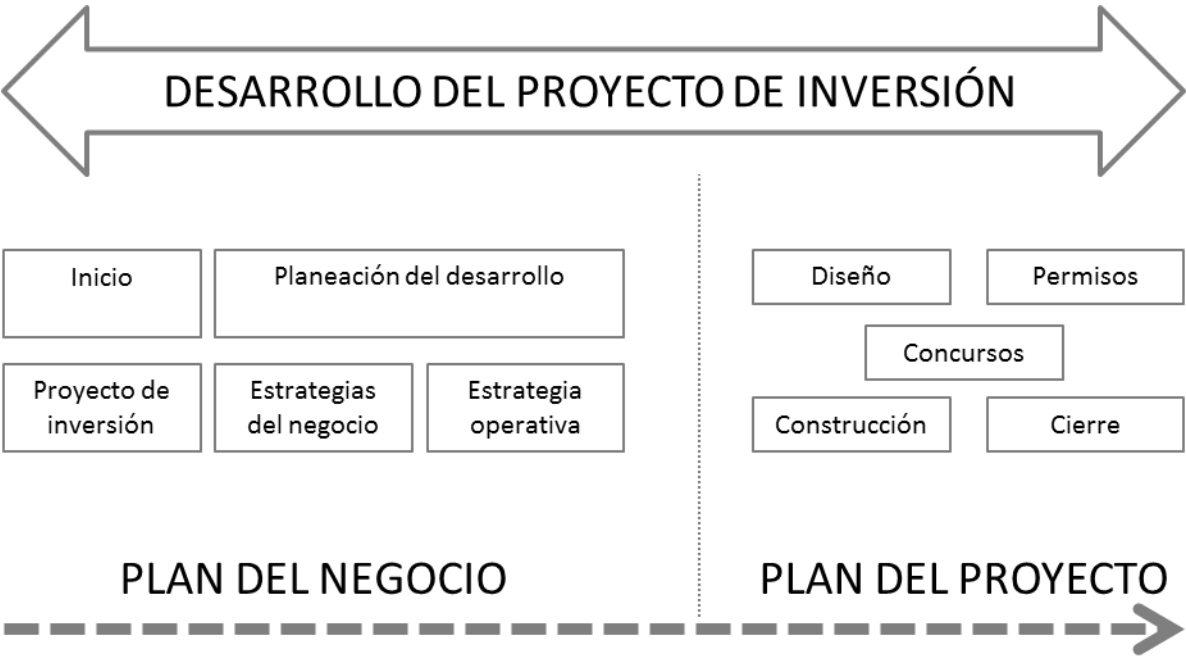 DESARROLLO DEL PROYECTO DE INVERSIÓN
Inicio
Planeación del desarrollo
Proyecto de
inversión
Estrategias
del negocio
Estrategia
operativa
Diseño
Permisos
Concursos
Construcción
Cierre
PLAN DEL NEGOCIO
PLAN DEL PROYECTO